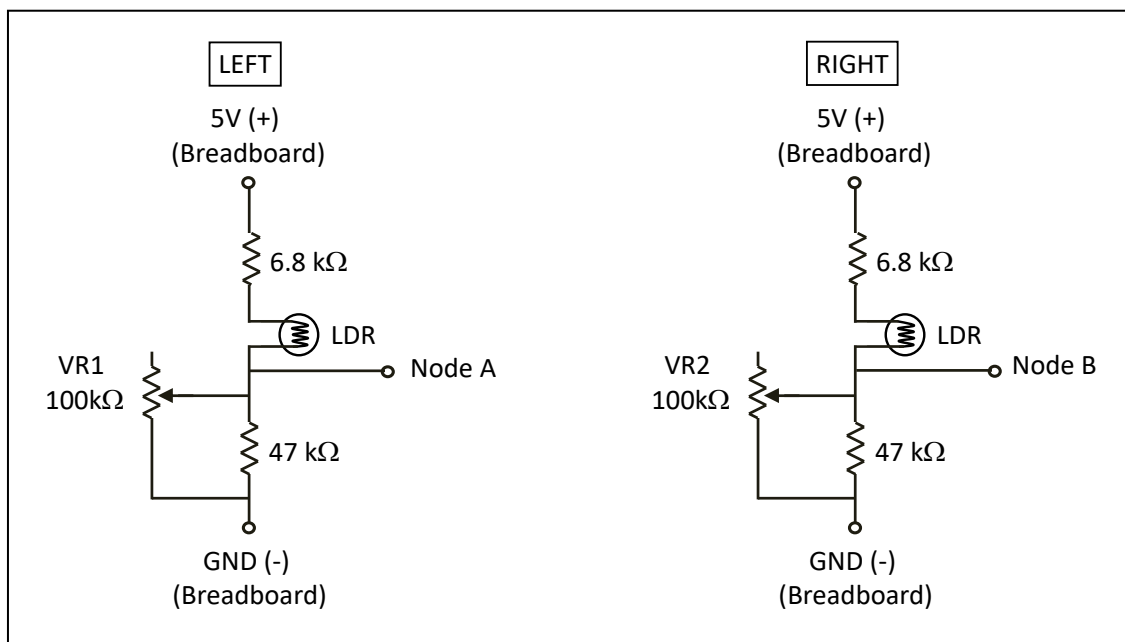 LEFT
5V (+)
(Breadboard)
6.8 kΩ
LDR
VR1
100kΩ
Node A
47 kΩ
GND (-)
(Breadboard)
RIGHT
5V (+)
(Breadboard)
6.8 kΩ
LDR
VR2
100kΩ
Node B
47 kΩ
GND (-)
(Breadboard)